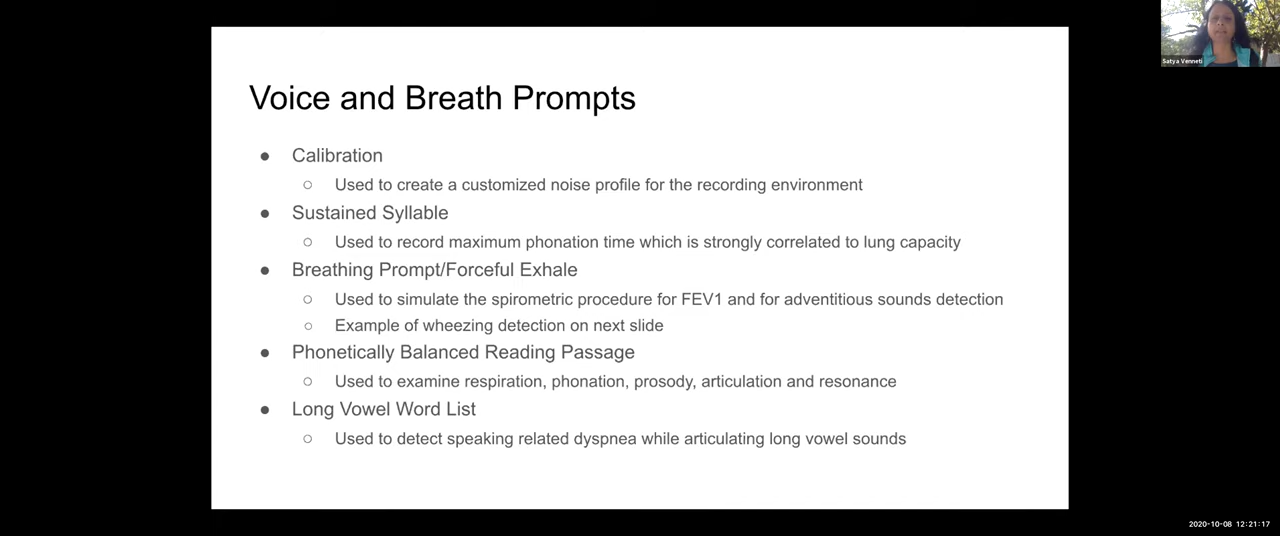 Satya Venneti
Voice and Breath Prompts
● Calibration
○ Used to create a customized noise profile for the recording environment
● Sustained Syllable
○ Used to record maximum phonation time which is strongly correlated to lung capacity
● Breathing Prompt/Forceful Exhale
○ Used to simulate the spirometric procedure for FEV1 and for adventitious sounds detection
○ Example of wheezing detection on next slide
● Phonetically Balanced Reading Passage
○ Used to examine respiration, phonation, prosody, articulation and resonance
● Long Vowel Word List
○ Used to detect speaking related dyspnea while articulating long vowel sounds
2020-10-08 12:21:17